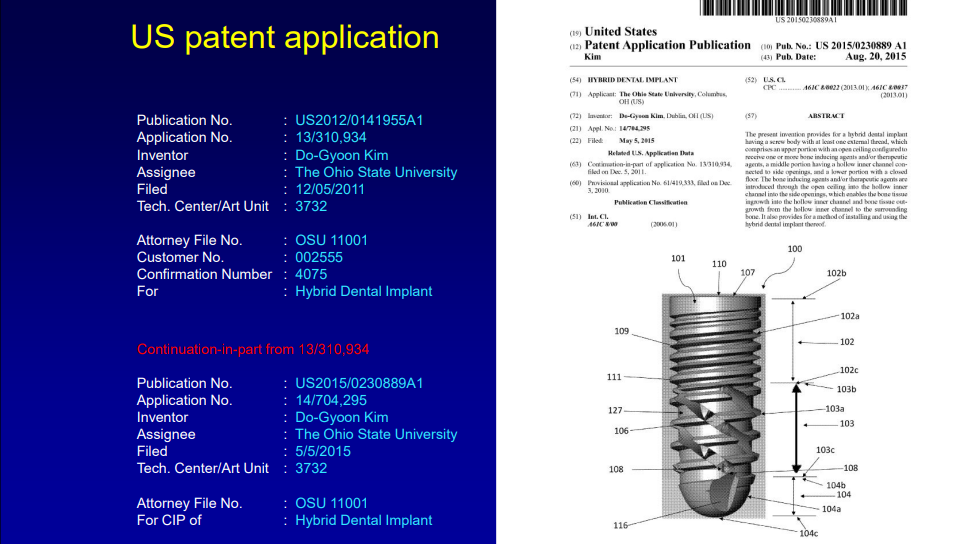 US patent application
Publication No. : US2012/0141955A1
Application No. : 13/310,934
Inventor : Do-Gyoon Kim
Assignee : The Ohio State University
Filed : 12/05/2011
Tech. Center/Art Unit : 3732
Attorney File No. : OSU 11001
Customer No. : 002555
Confirmation Number : 4075
For : Hybrid Dental Implant
Continuation-in-part from 13/310,934
Publication No. : US2015/0230889A1
Application No. : 14/704,295
Inventor : Do-Gyoon Kim
Assignee : The Ohio State University
Filed : 5/5/2015
Tech. Center/Art Unit : 3732
Attorney File No. : OSU 11001
For CIP of : Hybrid Dental Implant
US 20150230889A1
(19) United States
(12) Patent Application Publication (10) Pub. No.: US 2015/0230889 A1
Kim (43) Pub. Date: Aug. 20, 2015
(54) HYBRID DENTAL IMPLANT
(71) Applicant: The Ohio State University, Columbus,
OH (US)
(72) Inventor: Do-Gyoon Kim, Dublin, OH (US)
(21) Appl. No.: 14/704,295
(22) Filed: May 5, 2015
Related U.S. Application Data
(63) Continuation-in-part of application No. 13/310,934,
filed on Dec. 5, 2011.
(60) Provisional application No. 61/419,333, filed on Dec.
3, 2010.
Publication Classification
(51) Int. Cl.
A61C 8/00 (2006.01)
(52) U.S. Cl.
CPC ............ A61C 8/0022 (2013.01); A61C 8/0037
(2013.01)
(57) ABSTRACT
The present invention provides for a hybrid dental implant
having a screw body with at least one external thread, which
comprises an upper portion with an open ceiling configured to
receive one or more bone inducing agents and/or therapeutic
agents, a middle portion having a hollow inner channel con-
nected to side openings, and a lower portion with a closed
floor. The bone inducing agents and/or therapeutic agents are
introduced through the open ceiling into the hollow inner
channel into the side openings, which enables the bone tissue
ingrowth into the hollow inner channel and bone tissue out-
growth from the hollow inner channel to the surrounding
bone. It also provides for a method of installing and using the
hybrid dental implant thereof.
100
101
110
107
102b
102a
109
102
102c
111
103b
127
103a
106
103
103c
108
108
104b
104
104a
116
104c